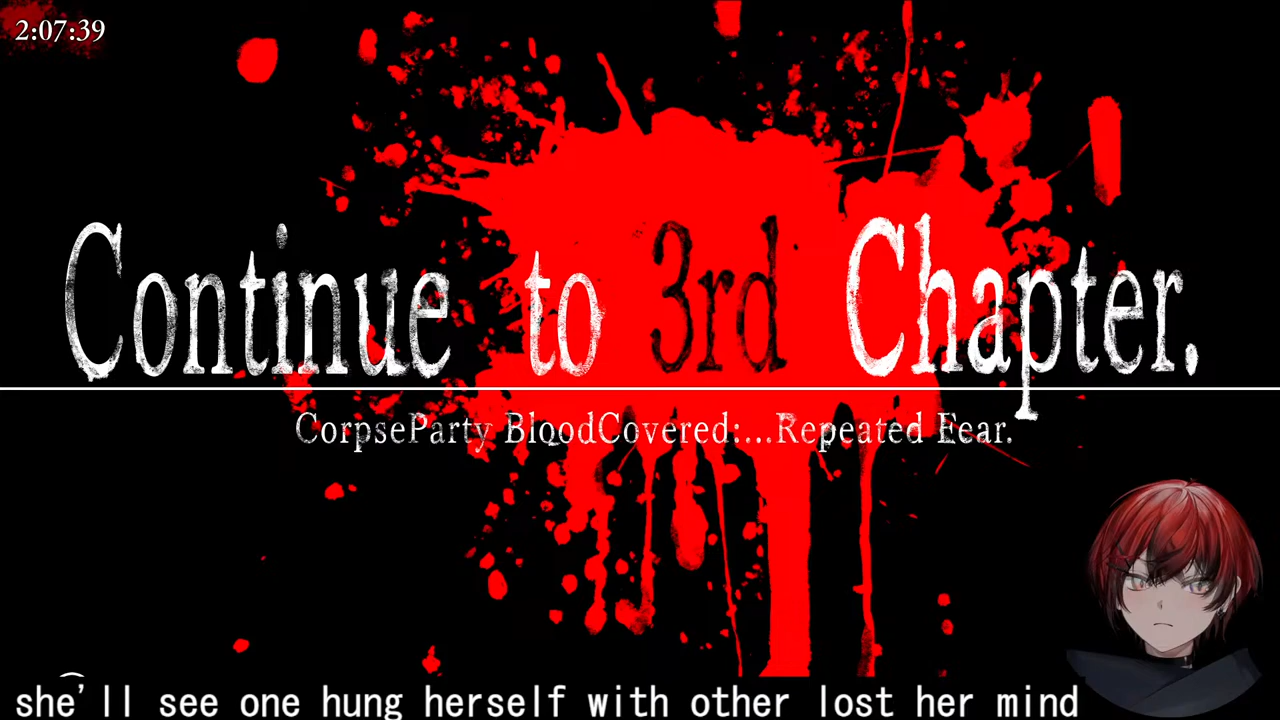 2:07:39
Continue to 3rd Chapter.
CorpseParty BloodCovered:...Repeated Fear.
she'll see one hung herself with other lost her mind